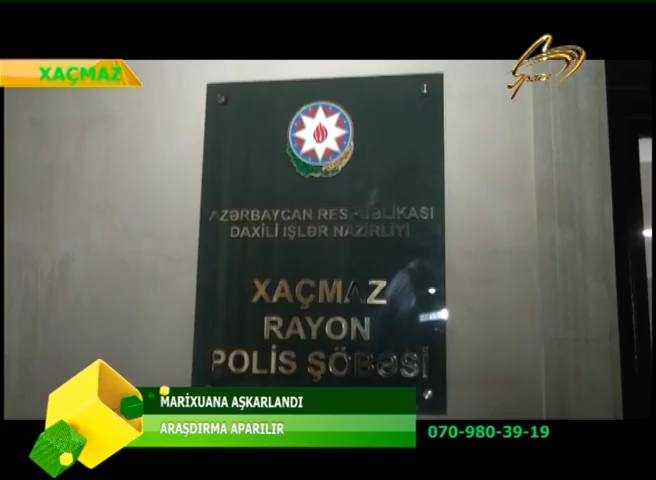 XAÇMAZ
AZƏRBAYCAN RESPUBLİKASI
DAXİLİ İŞLƏR NAZİRLİYİ
XAÇMAZ
RAYON
POLİS ŞÖBƏSİ
MARİXUANA AŞKARLANDI
ARAŞDIRMA APARILIR
070-980-39-19